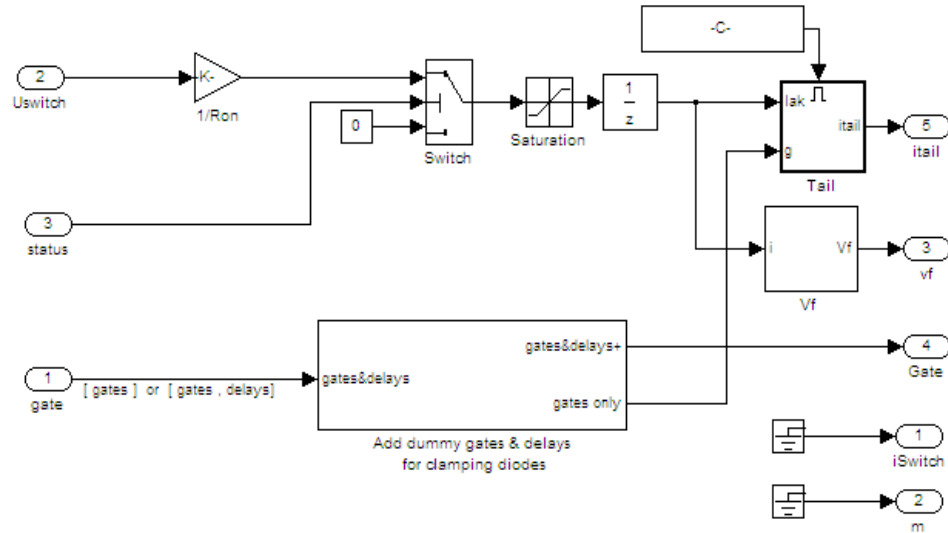 -C-
2
Uswitch
-K-
1/Ron
0
Switch
Saturation
1
z
Iak
g
itail
Tail
5
itail
3
status
i
Vf
Vf
3
vf
1
gate
[ gates ]  or  [ gates , delays]
gates&delays
gates&delays+
gates only
Add dummy gates & delays
for clamping diodes
4
Gate
1
iSwitch
2
m